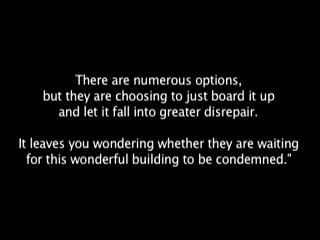 There are numerous options,
but they are choosing to just board it up
and let it fall into greater disrepair.
It leaves you wondering whether they are waiting
for this wonderful building to be condemned."